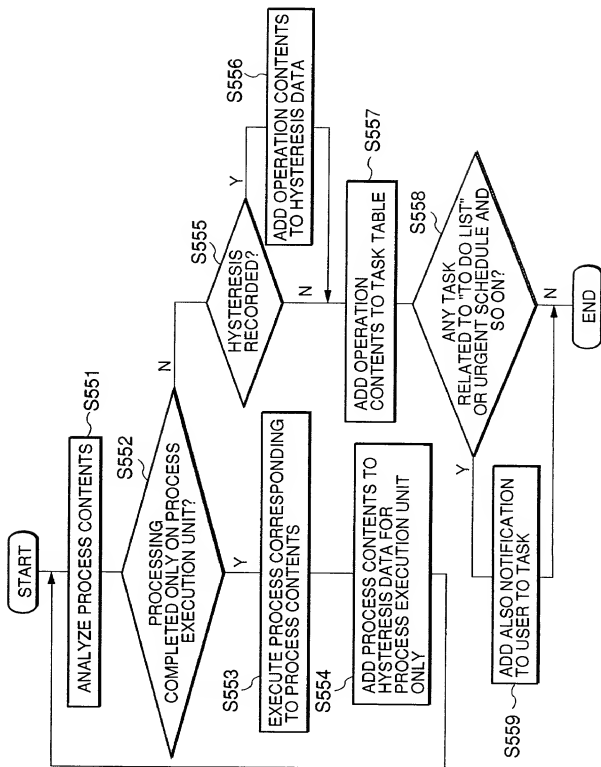 START
S551
ANALYZE PROCESS CONTENTS
S552
PROCESSING
COMPLETED ONLY ON PROCESS
EXECUTION UNIT?
N
Y
S553
EXECUTE PROCESS CORRESPONDING
TO PROCESS CONTENTS
S554
ADD PROCESS CONTENTS TO
HYSTERESIS DATA FOR
PROCESS EXECUTION UNIT
ONLY
S555
HYSTERESIS
RECORDED?
Y
N
S556
ADD OPERATION CONTENTS
TO HYSTERESIS DATA
S557
ADD OPERATION
CONTENTS TO TASK TABLE
S558
ANY TASK
RELATED TO "TO DO LIST"
OR URGENT SCHEDULE AND
SO ON?
Y
N
S559
ADD ALSO NOTIFICATION
TO USER TO TASK
END